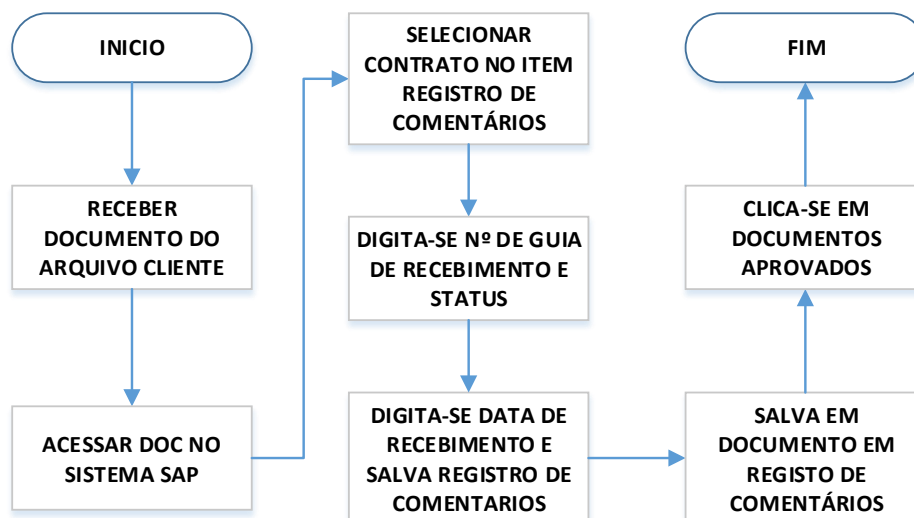 INICIO
RECEBER
DOCUMENTO DO
ARQUIVO CLIENTE
ACESSAR DOC NO
SISTEMA SAP
SELECIONAR
CONTRATO NO ITEM
REGISTRO DE
COMENTÁRIOS
DIGITA-SE Nº DE GUIA
DE RECEBIMENTO E
STATUS
DIGITA-SE DATA DE
RECEBIMENTO E
SALVA REGISTRO DE
COMENTARIOS
SALVA EM
DOCUMENTO EM
REGISTO DE
COMENTÁRIOS
CLICA-SE EM
DOCUMENTOS
APROVADOS
FIM